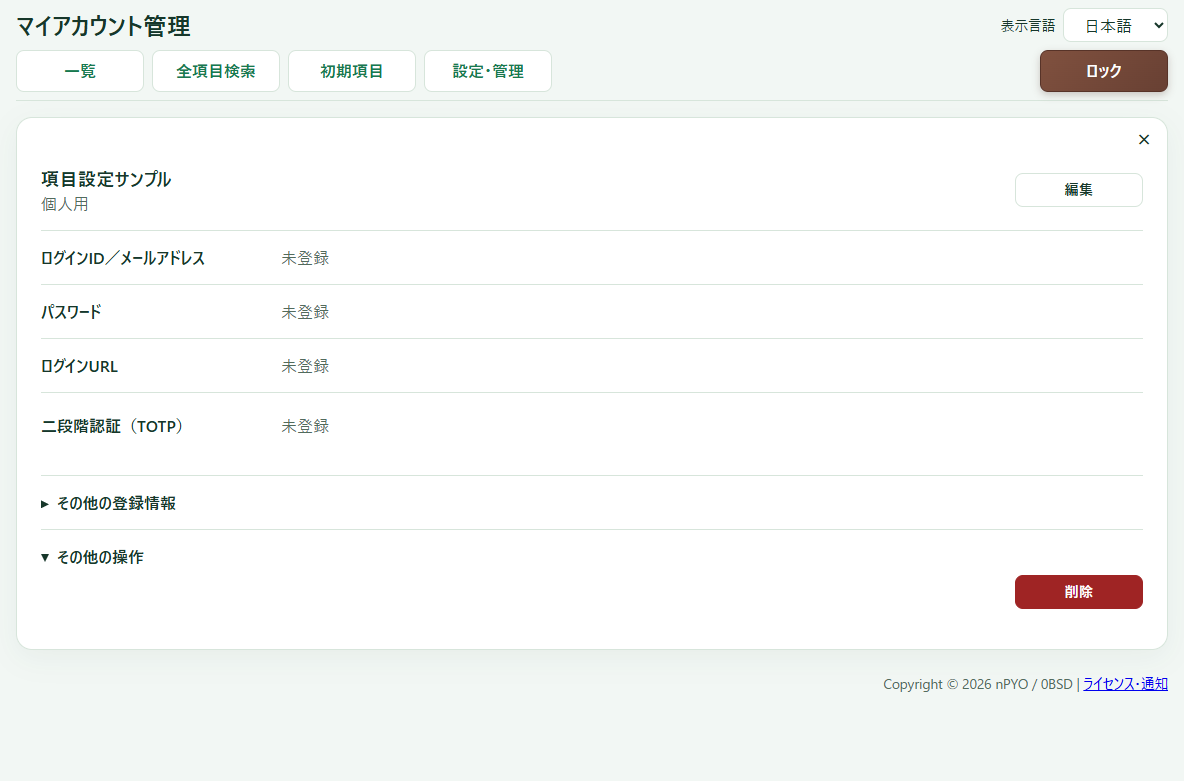 マイアカウント管理
表示言語 日本語
一覧 全項目検索 初期項目 設定・管理 ロック
×
項目設定サンプル
個人用
編集
ログインID／メールアドレス 未登録
パスワード 未登録
ログインURL 未登録
二段階認証（TOTP） 未登録
▶ その他の登録情報
▼ その他の操作
削除
Copyright © 2026 nPYO / 0BSD | ライセンス・通知